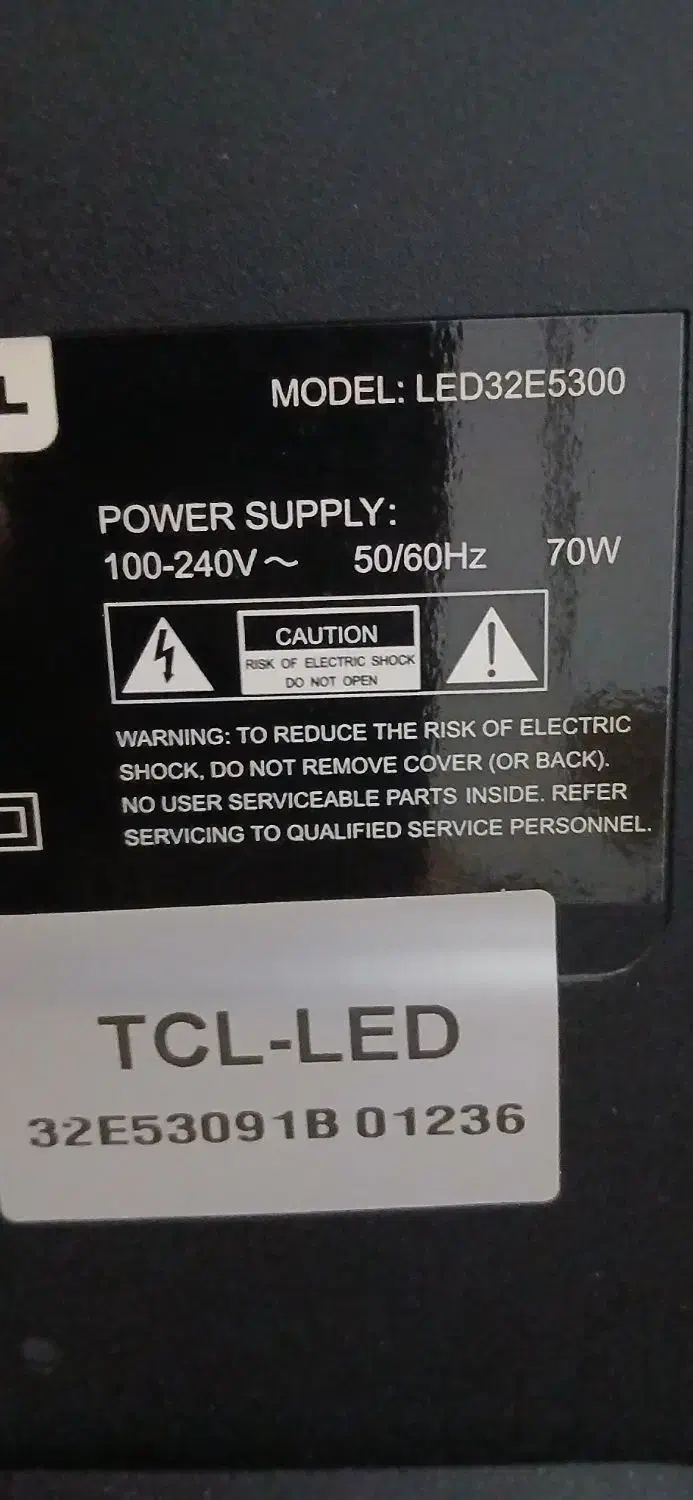 L
MODEL: LED32E5300
POWER SUPPLY:
100-240V～ 50/60Hz 70W
CAUTION
RISK OF ELECTRIC SHOCK
DO NOT OPEN
WARNING: TO REDUCE THE RISK OF ELECTRIC
SHOCK, DO NOT REMOVE COVER (OR BACK).
NO USER SERVICEABLE PARTS INSIDE. REFER
SERVICING TO QUALIFIED SERVICE PERSONNEL.
TCL-LED
32E53091B 01236